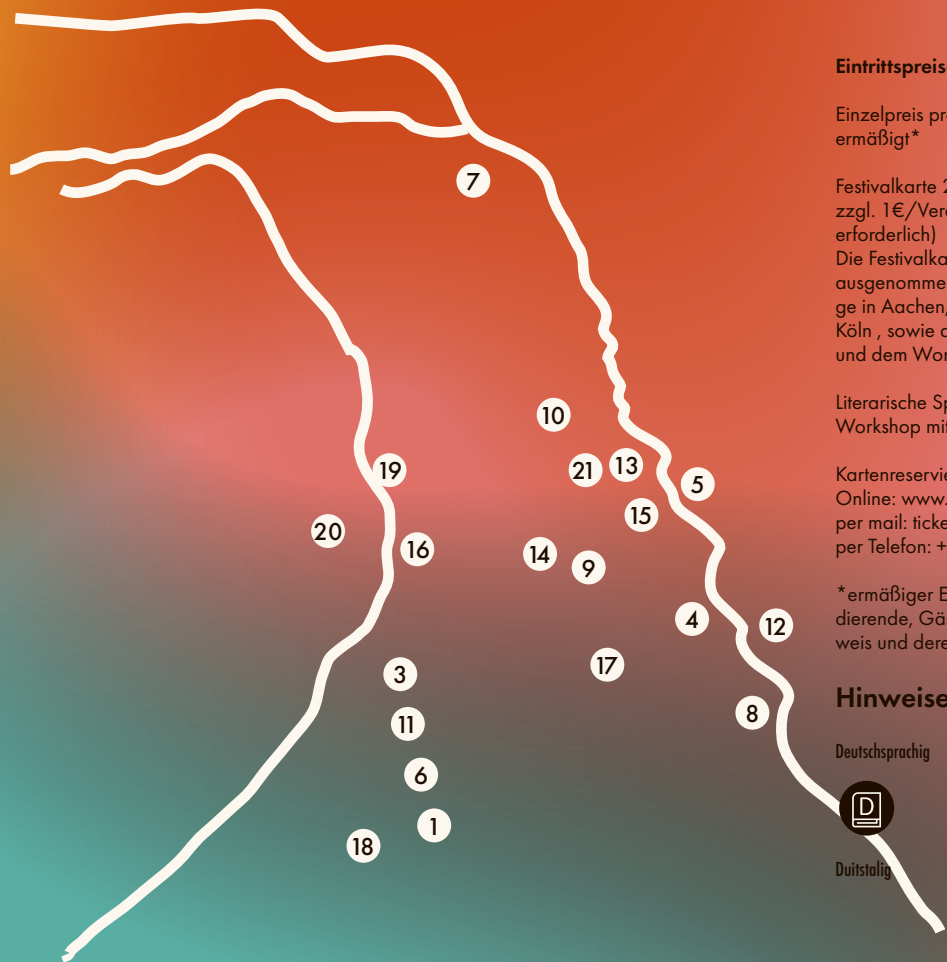 7
10
19
21
13
5
20
15
16
14
9
4
12
3
17
11
8
6
1
18
Eintrittspreis
Einzelpreis pr
ermäßigt*
Festivalkarte 2
zzgl. 1€/Ver
erforderlich)
Die Festivalka
ausgenomme
ge in Aachen,
Köln , sowie
und dem Wor
Literarische Sp
Workshop mit
Kartenreservie
Online: www.
per mail: ticke
per Telefon: +
*ermäßiger E
dierende, Gä
weis und dere
Hinweise
Deutschsprachig
D
Duitstalig